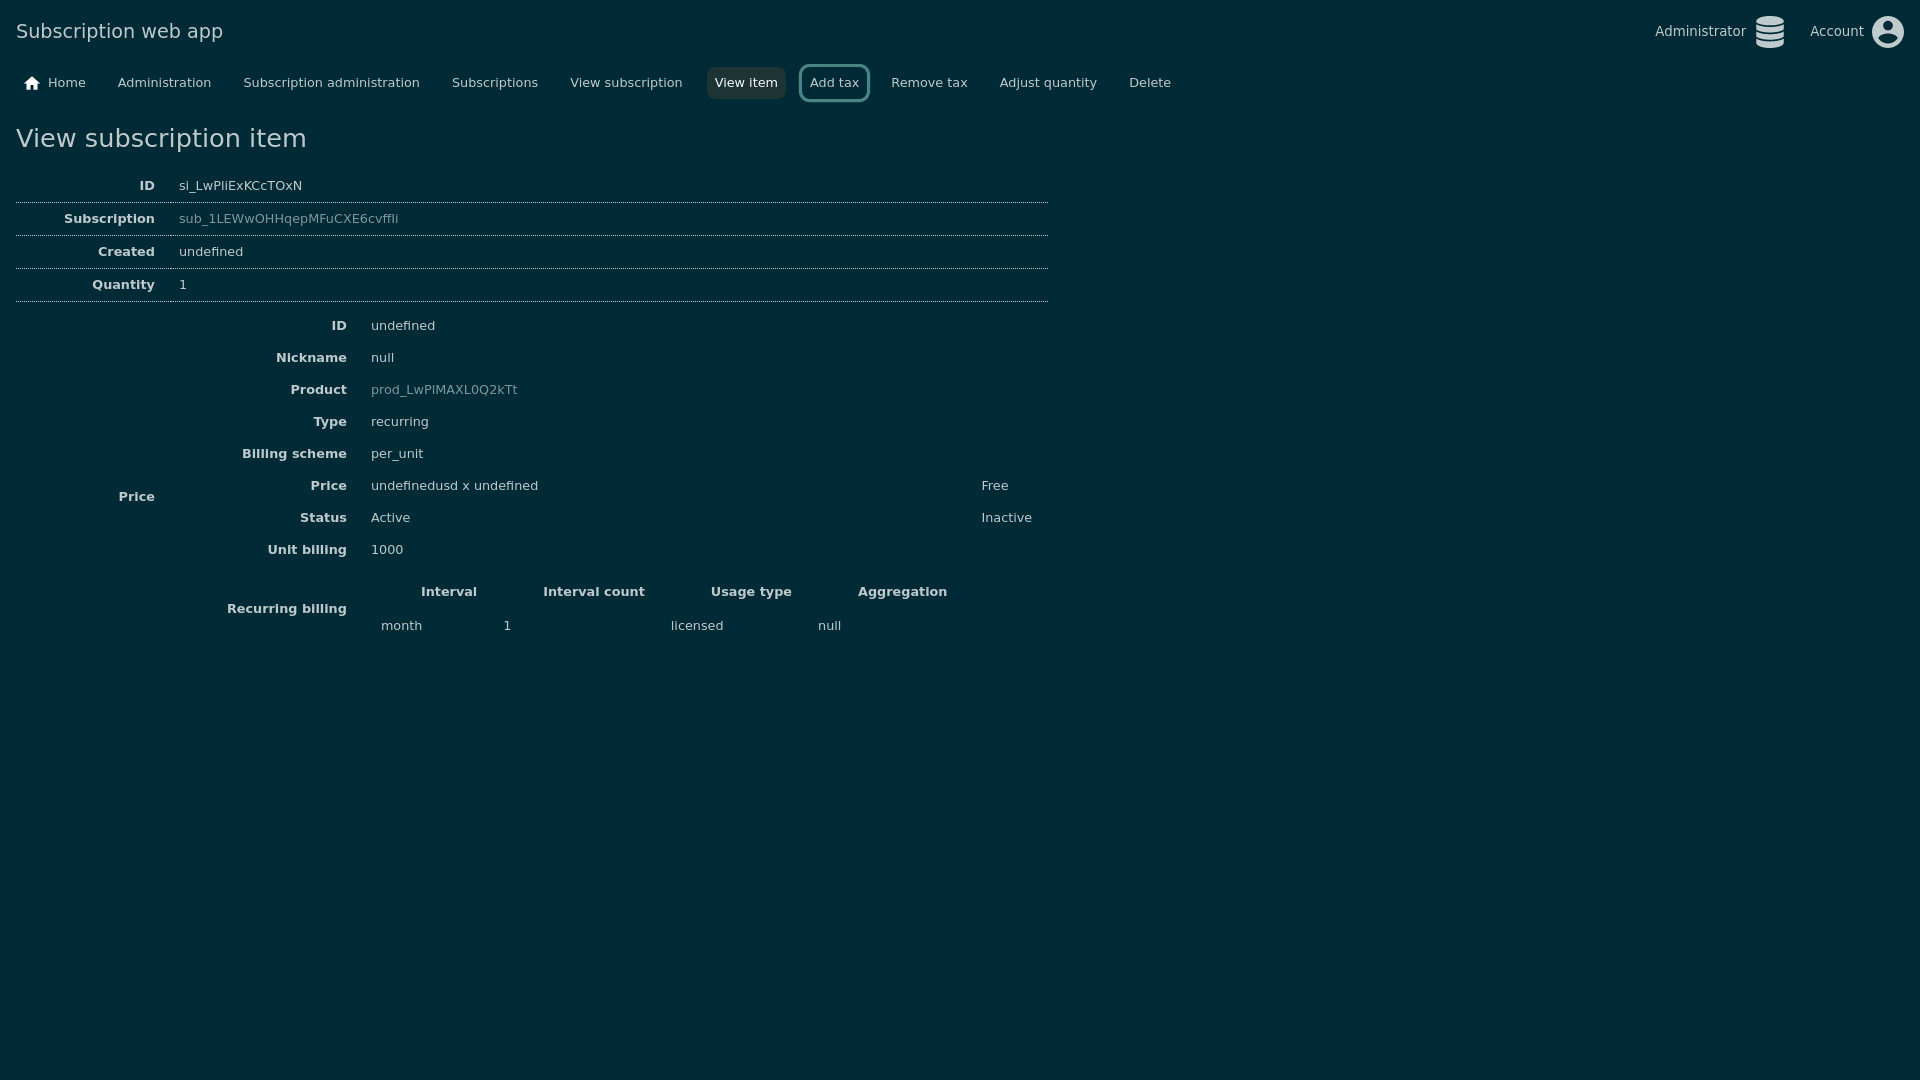 Subscription web app
Administrator
Account
Home Administration Subscription administration Subscriptions View subscription View item Add tax Remove tax Adjust quantity Delete
View subscription item
ID si_LwPliExKCcTOxN
Subscription sub_1LEWwOHHqepMFuCXE6cvffli
Created undefined
Quantity 1
Price
ID undefined
Nickname null
Product prod_LwPlMAXL0Q2kTt
Type recurring
Billing scheme per_unit
Price undefinedusd x undefined Free
Status Active Inactive
Unit billing 1000
Recurring billing
Interval Interval count Usage type Aggregation
month 1 licensed null